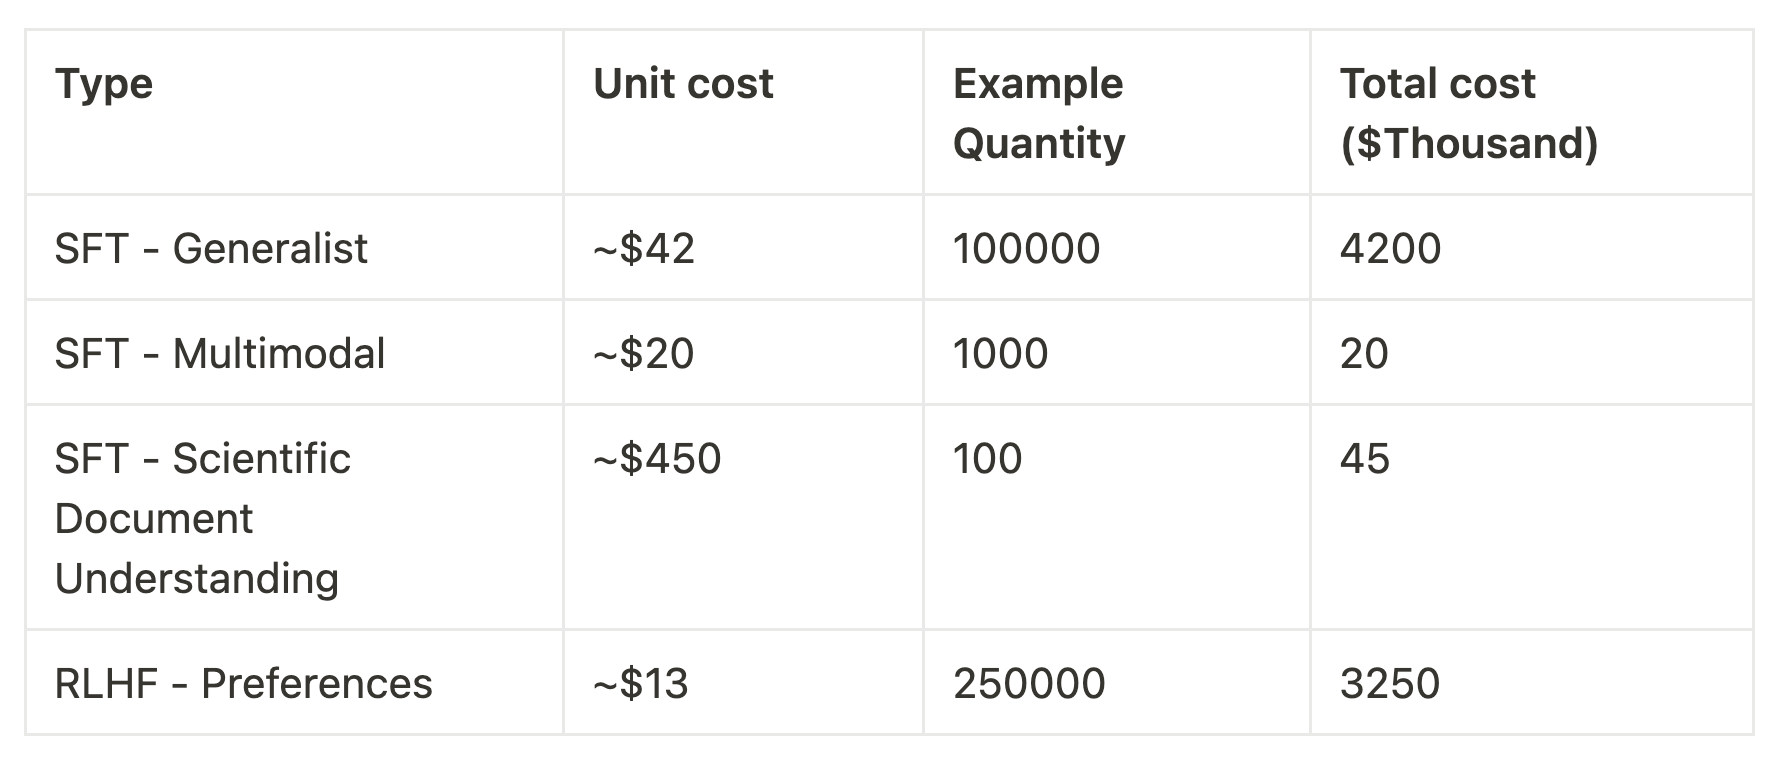 Type Unit cost Example Total cost
Quantity ($Thousand)
SFT - Generalist ~$42 100000 4200
SFT - Multimodal ~$20 1000 20
SFT - Scientific ~$450 100 45
Document
Understanding
RLHF - Preferences ~$13 250000 3250